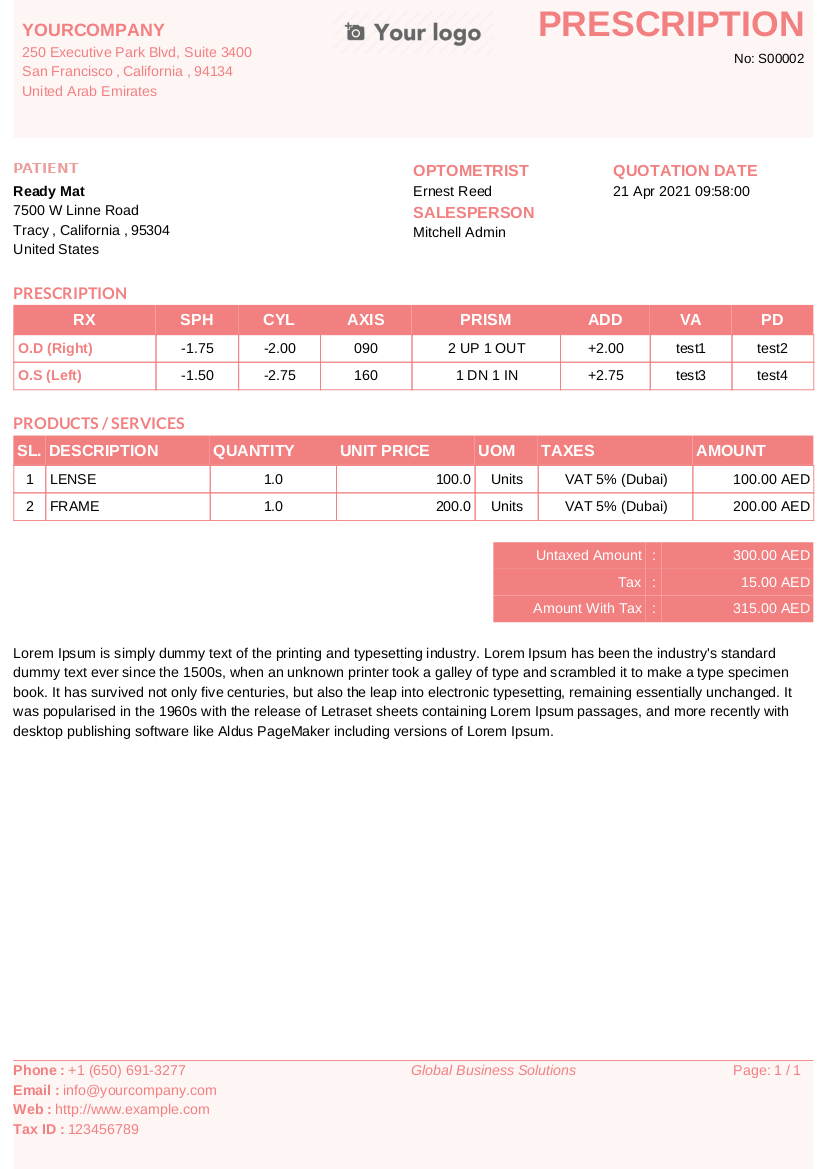 YOURCOMPANY
250 Executive Park Blvd, Suite 3400
San Francisco , California , 94134
United Arab Emirates
Your logo
PRESCRIPTION
No: S00002
PATIENT
Ready Mat
7500 W Linne Road
Tracy , California , 95304
United States
OPTOMETRIST
Ernest Reed
SALESPERSON
Mitchell Admin
QUOTATION DATE
21 Apr 2021 09:58:00
PRESCRIPTION
RX SPH CYL AXIS PRISM ADD VA PD
O.D (Right) -1.75 -2.00 090 2 UP 1 OUT +2.00 test1 test2
O.S (Left) -1.50 -2.75 160 1 DN 1 IN +2.75 test3 test4
PRODUCTS / SERVICES
SL. DESCRIPTION QUANTITY UNIT PRICE UOM TAXES AMOUNT
1 LENSE 1.0 100.0 Units VAT 5% (Dubai) 100.00 AED
2 FRAME 1.0 200.0 Units VAT 5% (Dubai) 200.00 AED
Untaxed Amount : 300.00 AED
Tax : 15.00 AED
Amount With Tax : 315.00 AED
Lorem Ipsum is simply dummy text of the printing and typesetting industry. Lorem Ipsum has been the industry's standard
dummy text ever since the 1500s, when an unknown printer took a galley of type and scrambled it to make a type specimen
book. It has survived not only five centuries, but also the leap into electronic typesetting, remaining essentially unchanged. It
was popularised in the 1960s with the release of Letraset sheets containing Lorem Ipsum passages, and more recently with
desktop publishing software like Aldus PageMaker including versions of Lorem Ipsum.
Phone : +1 (650) 691-3277
Email : info@yourcompany.com
Web : http://www.example.com
Tax ID : 123456789
Global Business Solutions
Page: 1 / 1